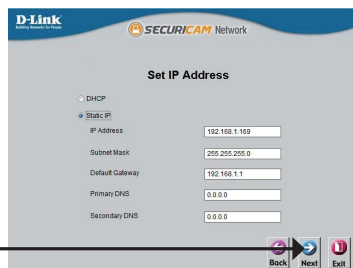 D-Link
Building Networks for People
SECURICAM Network
Set IP Address
DHCP
Static IP
IP Address 192.168.1.169
Subnet Mask 255.255.255.0
Default Gateway 192.168.1.1
Primary DNS 0.0.0.0
Secondary DNS 0.0.0.0
Back Next Exit